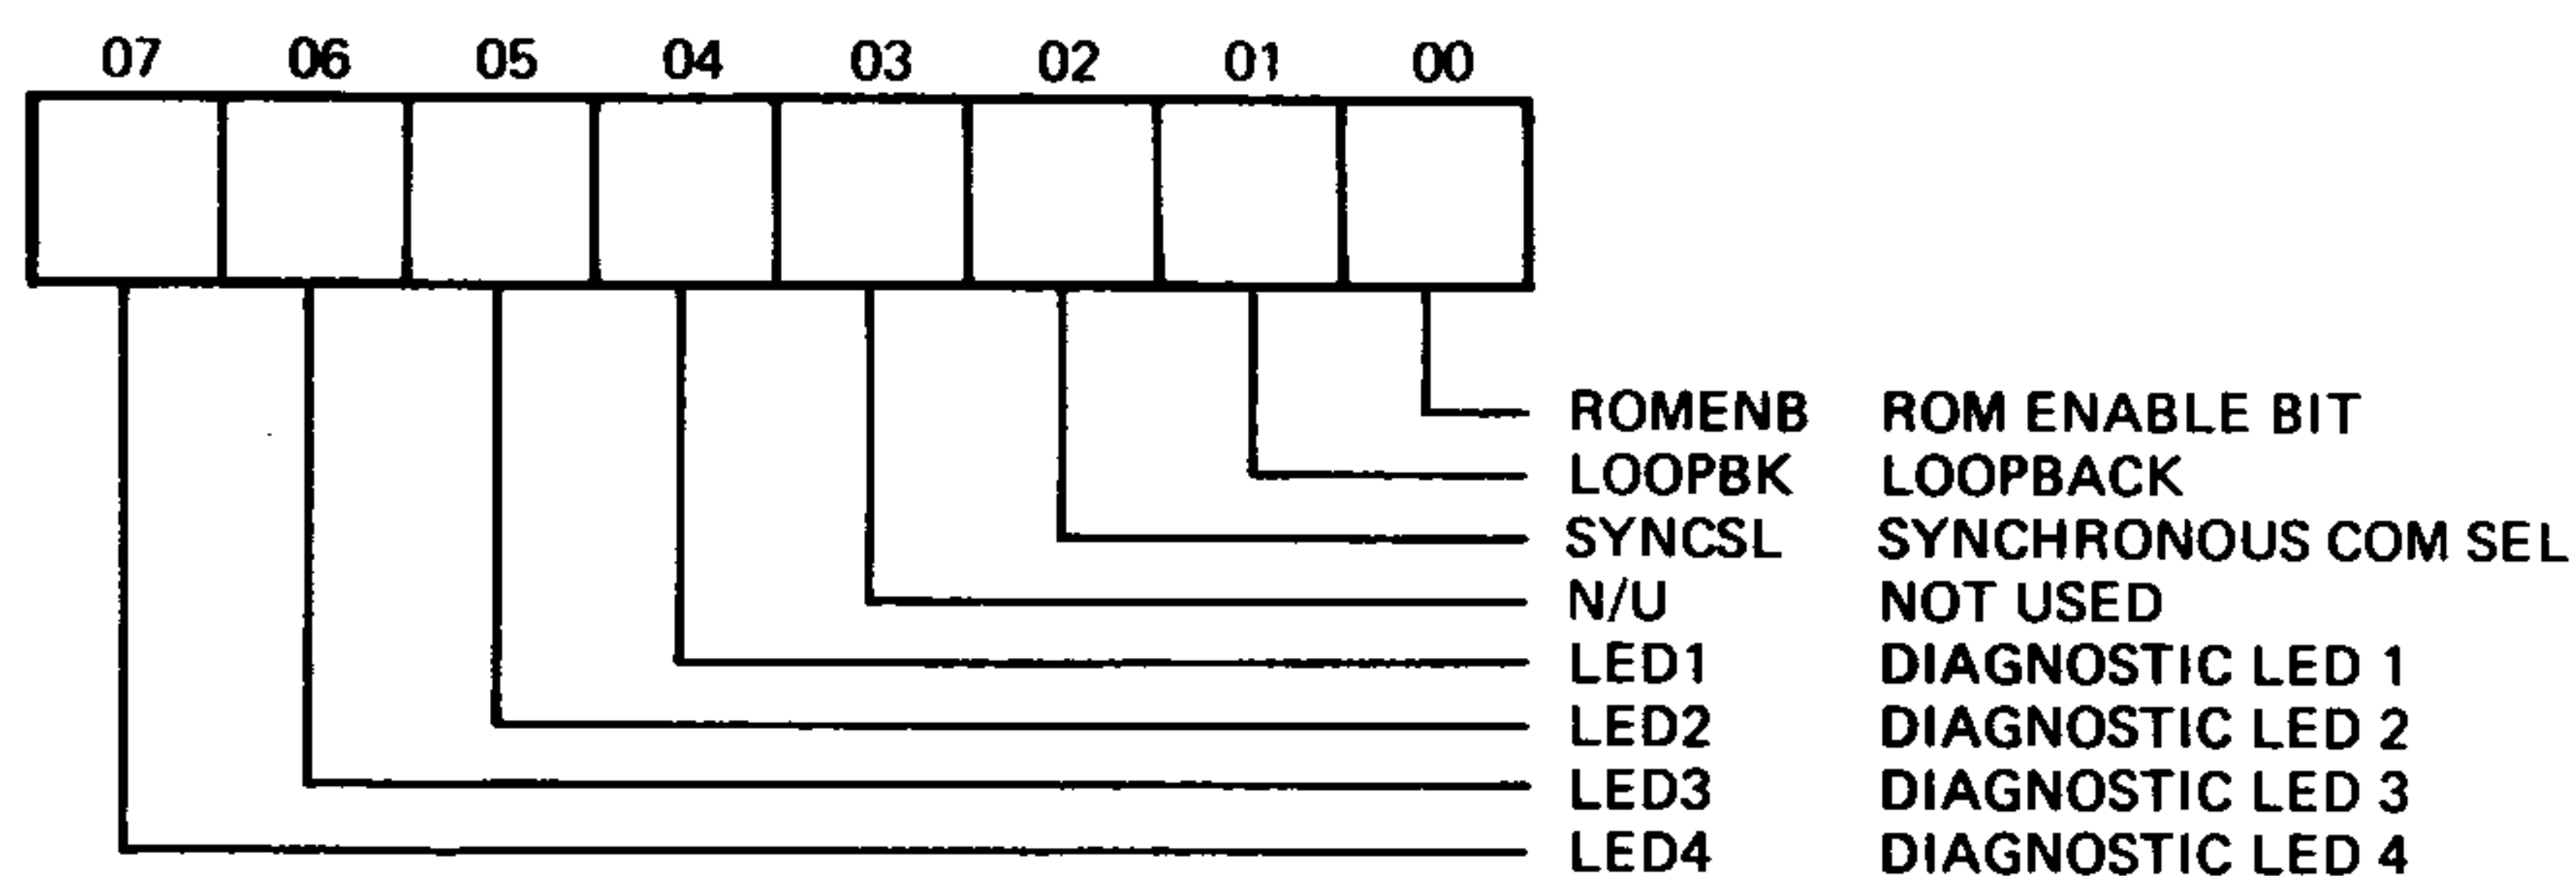 07 06 05 04 03 02 01 00
ROMENB ROM ENABLE BIT
LOOPBK LOOPBACK
SYNCSL SYNCHRONOUS COM SEL
N/U NOT USED
LED1 DIAGNOSTIC LED 1
LED2 DIAGNOSTIC LED 2
LED3 DIAGNOSTIC LED 3
LED4 DIAGNOSTIC LED 4